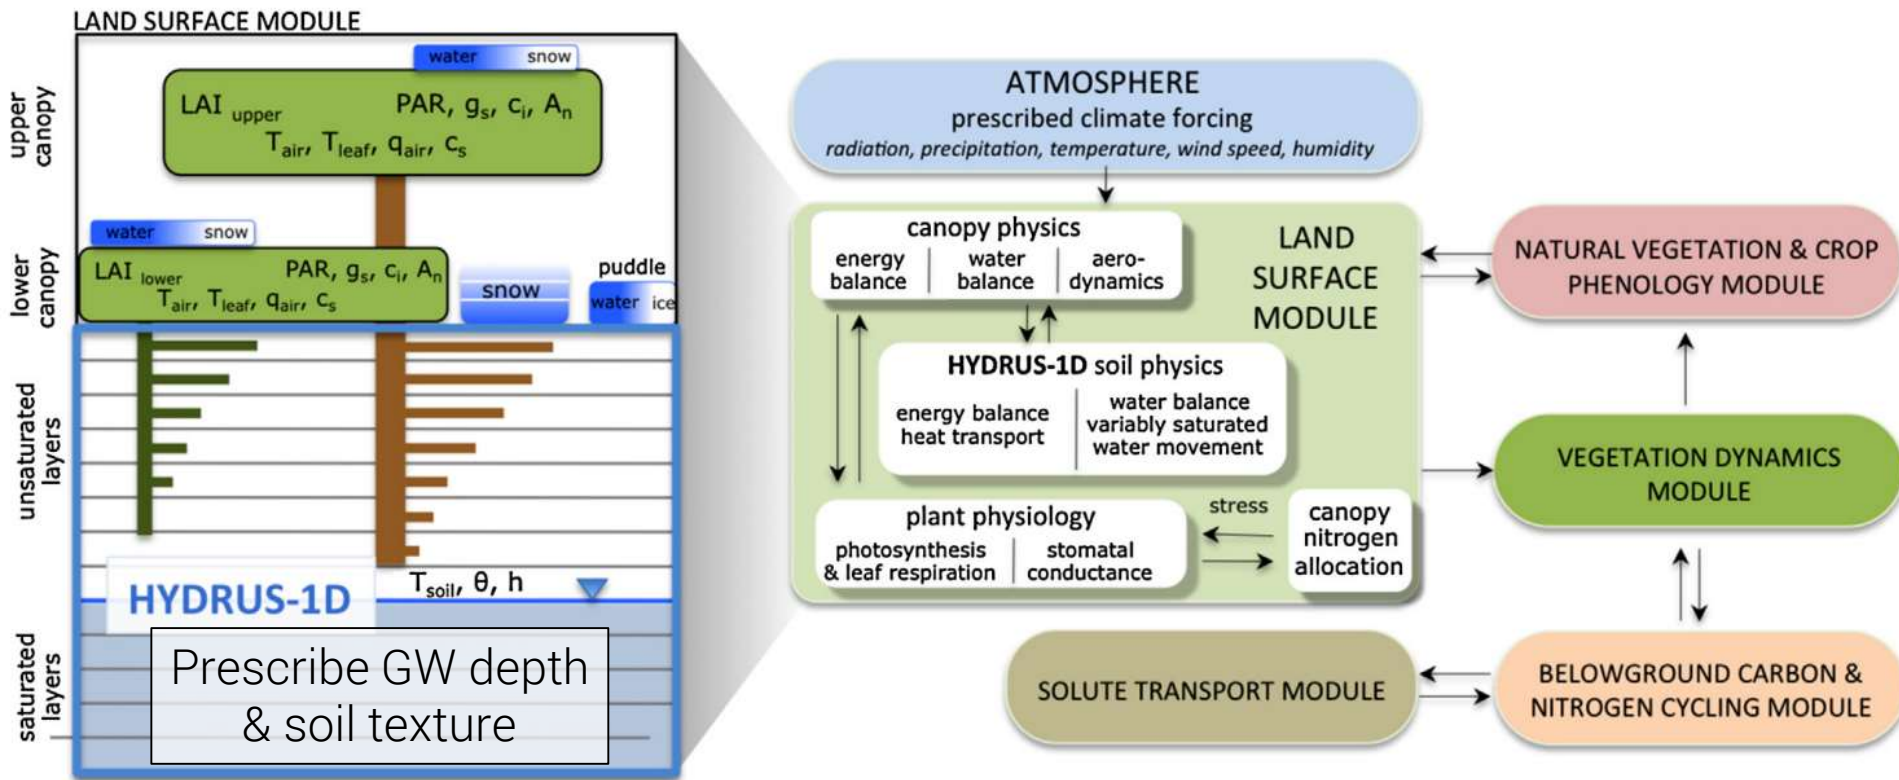 LAND SURFACE MODULE
water snow
upper
canopy
LAI upper PAR, gs, ci, An
Tair, Tleaf, qair, cs
water snow
lower
canopy
LAI lower PAR, gs, ci, An
Tair, Tleaf, qair, cs
snow
puddle
water ice
unsaturated
layers
Tsoil, θ, h
HYDRUS-1D
saturated
layers
Prescribe GW depth
& soil texture
ATMOSPHERE
prescribed climate forcing
radiation, precipitation, temperature, wind speed, humidity
LAND
SURFACE
MODULE
canopy physics
energy
balance
water
balance
aero-
dynamics
HYDRUS-1D soil physics
energy balance
heat transport
water balance
variably saturated
water movement
plant physiology
photosynthesis
& leaf respiration
stomatal
conductance
stress
canopy
nitrogen
allocation
NATURAL VEGETATION & CROP
PHENOLOGY MODULE
VEGETATION DYNAMICS
MODULE
SOLUTE TRANSPORT MODULE
BELOWGROUND CARBON &
NITROGEN CYCLING MODULE